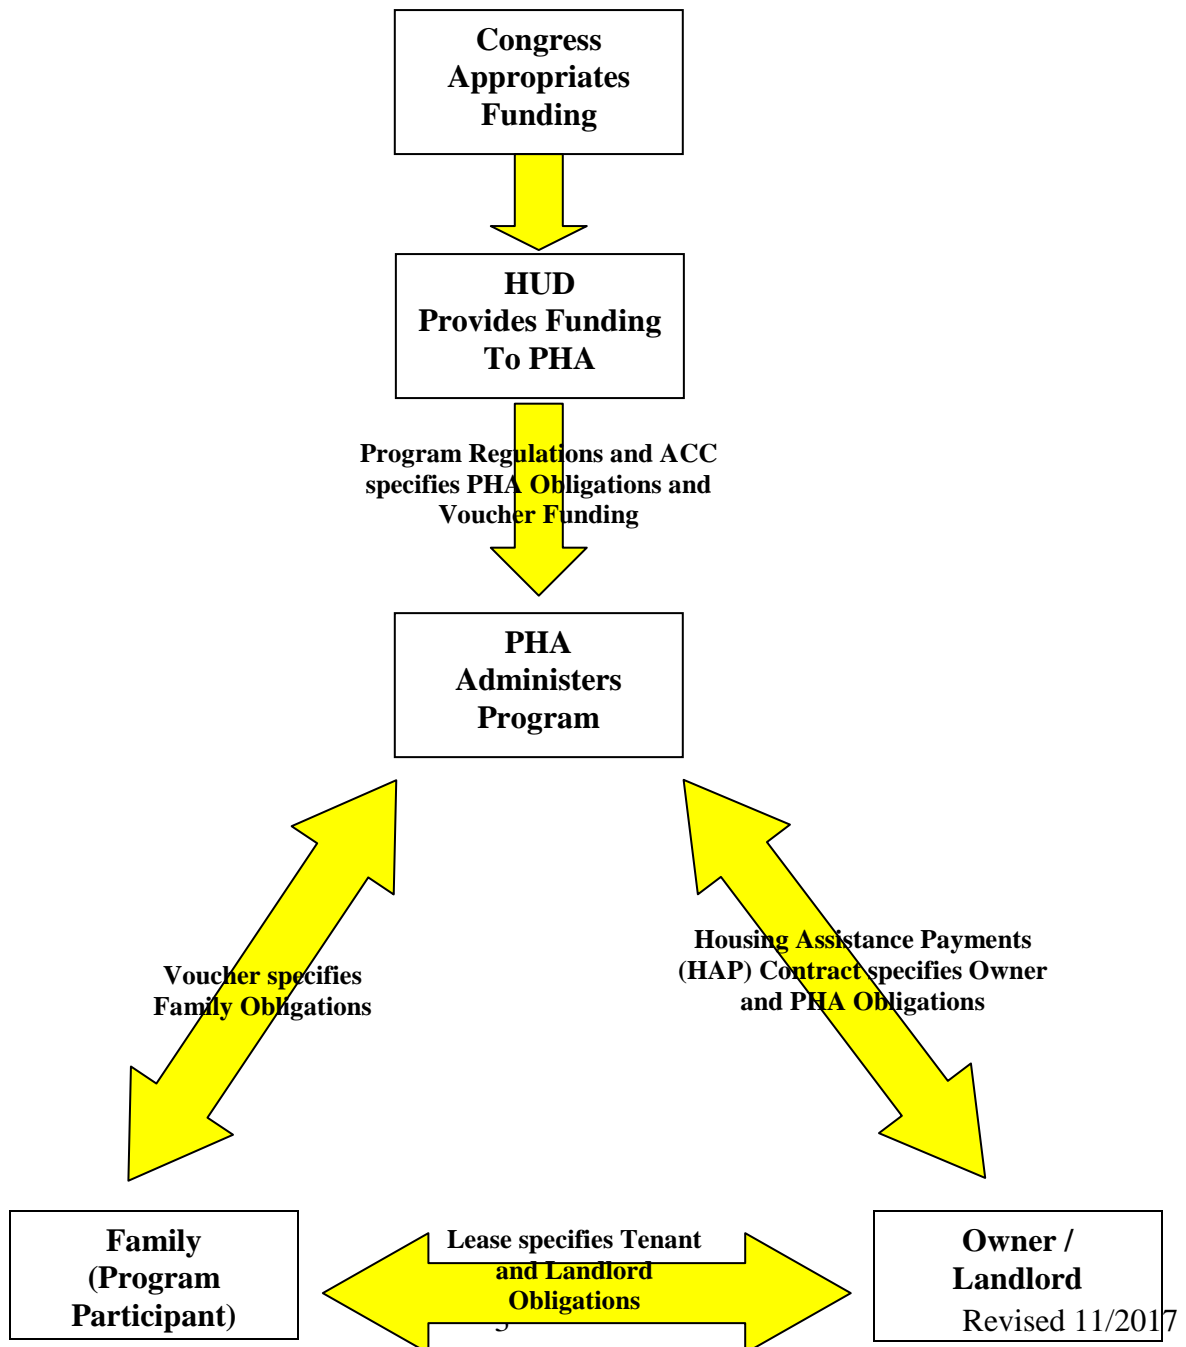 Congress
Appropriates
Funding
HUD
Provides Funding
To PHA
Program Regulations and ACC
specifies PHA Obligations and
Voucher Funding
PHA
Administers
Program
Housing Assistance Payments
(HAP) Contract specifies Owner
and PHA Obligations
Voucher specifies
Family Obligations
Family
(Program
Participant)
Lease specifies Tenant
and Landlord
Obligations
Owner /
Landlord
Revised 11/2017